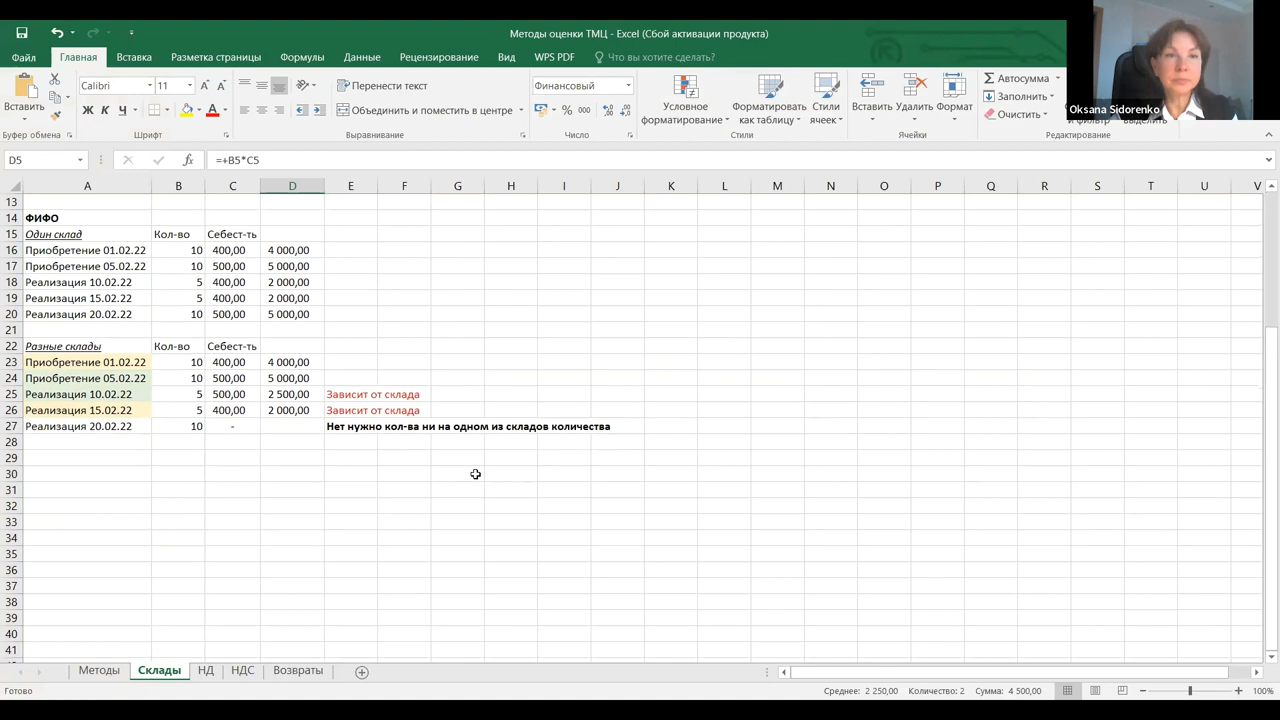 Методы оценки ТМЦ - Excel (Сбой активации продукта)
Файл Главная Вставка Разметка страницы Формулы Данные Рецензирование Вид WPS PDF Что вы хотите сделать?
Oksana Sidorenko
Вставить
Буфер обмена
Calibri 11
Ж К Ч
Шрифт
Перенести текст
Объединить и поместить в центре
Выравнивание
Финансовый
% 000
Число
Условное форматирование
Форматировать как таблицу
Стили ячеек
Стили
Вставить Удалить Формат
Ячейки
Автосумма
Заполнить
Очистить
и фильтр выделить
Редактирование
D5 fx =+B5*C5
A B C D E F G H I J K L M N O P Q R S T U V
13
14 ФИФО
15 Один склад Кол-во Себест-ть
16 Приобретение 01.02.22 10 400,00 4 000,00
17 Приобретение 05.02.22 10 500,00 5 000,00
18 Реализация 10.02.22 5 400,00 2 000,00
19 Реализация 15.02.22 5 400,00 2 000,00
20 Реализация 20.02.22 10 500,00 5 000,00
21
22 Разные склады Кол-во Себест-ть
23 Приобретение 01.02.22 10 400,00 4 000,00
24 Приобретение 05.02.22 10 500,00 5 000,00
25 Реализация 10.02.22 5 500,00 2 500,00 Зависит от склада
26 Реализация 15.02.22 5 400,00 2 000,00 Зависит от склада
27 Реализация 20.02.22 10 - Нет нужно кол-ва ни на одном из складов количества
28
29
30
31
32
33
34
35
36
37
38
39
40
41
Методы Склады НД НДС Возвраты
Готово Среднее: 2 250,00 Количество: 2 Сумма: 4 500,00 100%